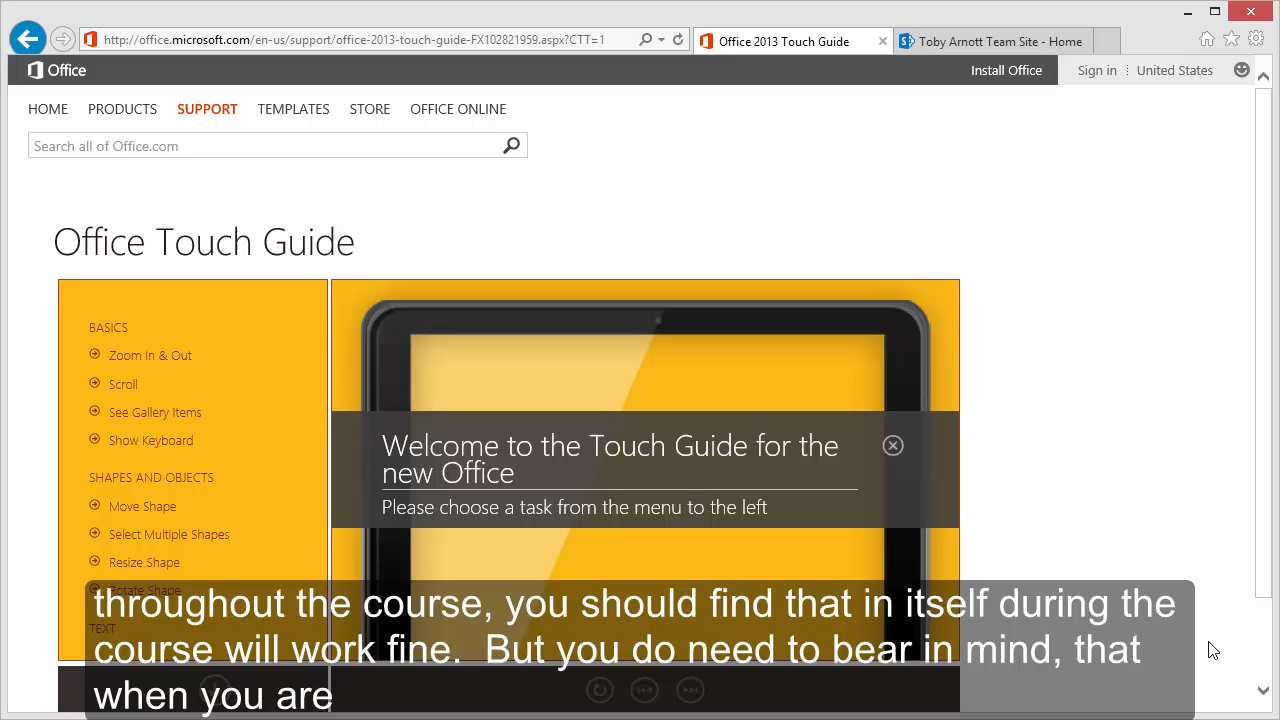 http://office.microsoft.com/en-us/support/office-2013-touch-guide-FX102821959.aspx?CTT=1
Office 2013 Touch Guide
Toby Arnott Team Site - Home
Office
Install Office
Sign in
United States
HOME PRODUCTS SUPPORT TEMPLATES STORE OFFICE ONLINE
Search all of Office.com
Office Touch Guide
BASICS
Zoom In & Out
Scroll
See Gallery Items
Show Keyboard
SHAPES AND OBJECTS
Move Shape
Select Multiple Shapes
Resize Shape
Rotate Shape
TEXT
Welcome to the Touch Guide for the
new Office
Please choose a task from the menu to the left
throughout the course, you should find that in itself during the
course will work fine. But you do need to bear in mind, that
when you are